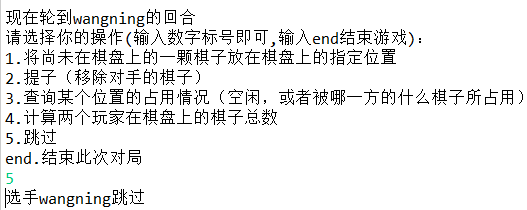 现在轮到wangning的回合
请选择你的操作(输入数字标号即可,输入end结束游戏)：
1.将尚未在棋盘上的一颗棋子放在棋盘上的指定位置
2.提子（移除对手的棋子）
3.查询某个位置的占用情况（空闲，或者被哪一方的什么棋子所占用）
4.计算两个玩家在棋盘上的棋子总数
5.跳过
end.结束此次对局
5
选手wangning跳过